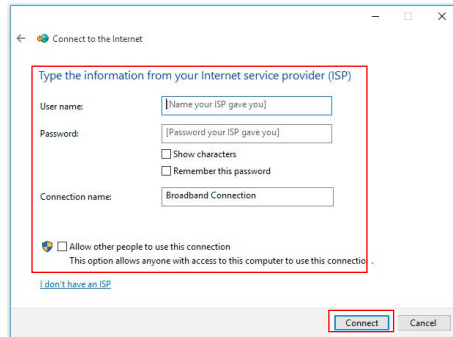 Connect to the Internet
Type the information from your Internet service provider (ISP)
User name: [Name your ISP gave you]
Password: [Password your ISP gave you]
Show characters
Remember this password
Connection name: Broadband Connection
Allow other people to use this connection
This option allows anyone with access to this computer to use this connection.
I don't have an ISP
Connect Cancel